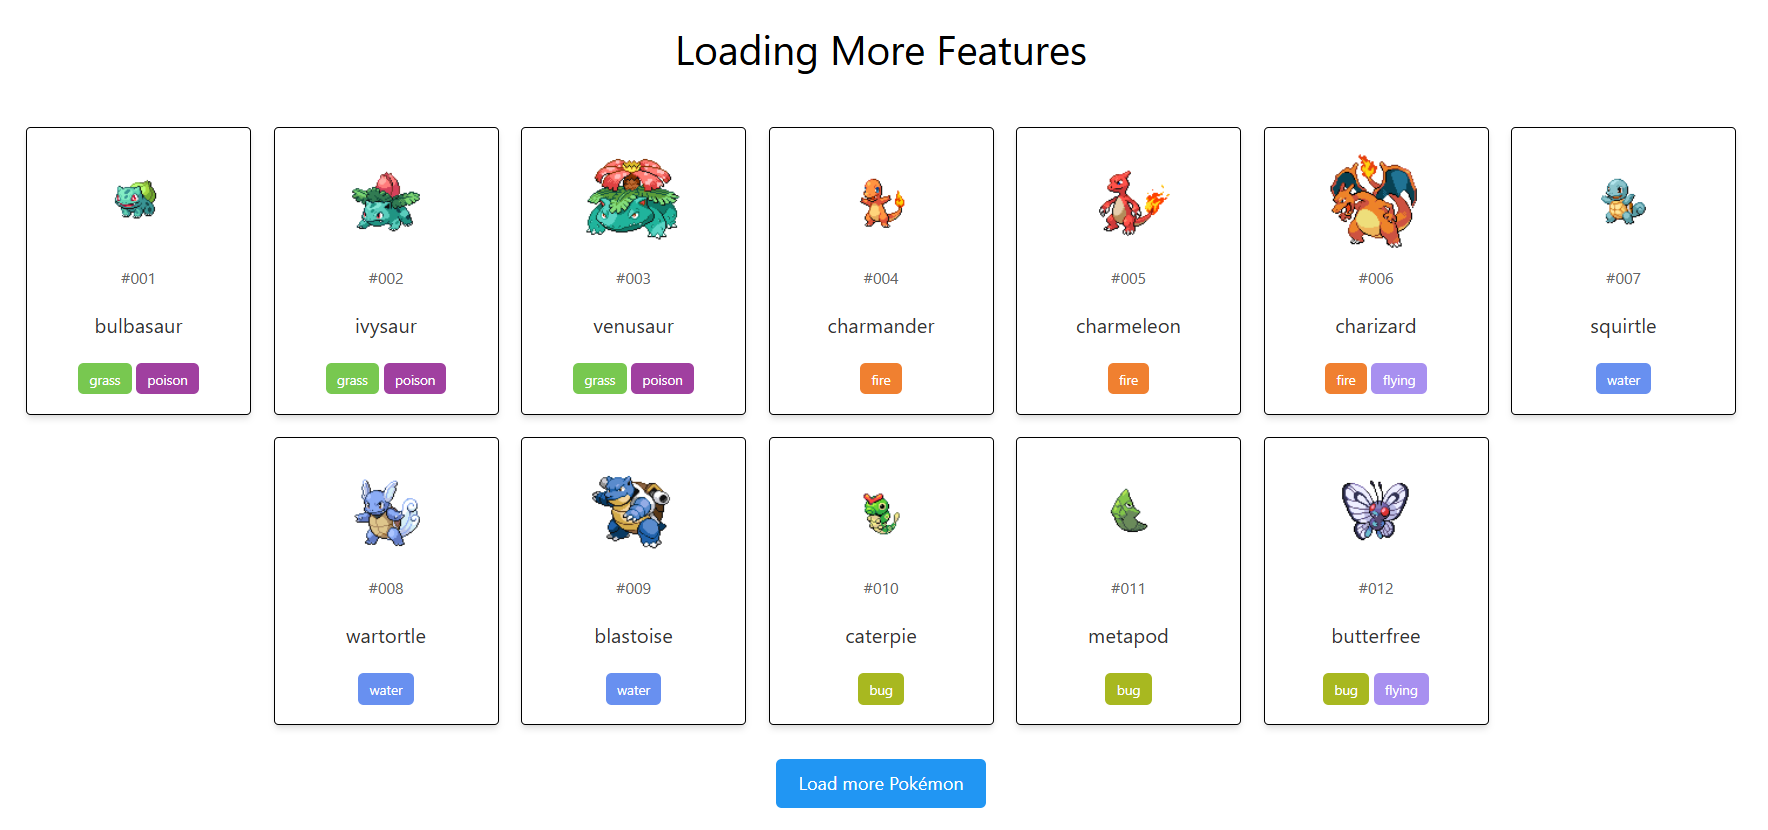 Loading More Features
#001
bulbasaur
grass poison
#002
ivysaur
grass poison
#003
venusaur
grass poison
#004
charmander
fire
#005
charmeleon
fire
#006
charizard
fire flying
#007
squirtle
water
#008
wartortle
water
#009
blastoise
water
#010
caterpie
bug
#011
metapod
bug
#012
butterfree
bug flying
Load more Pokémon